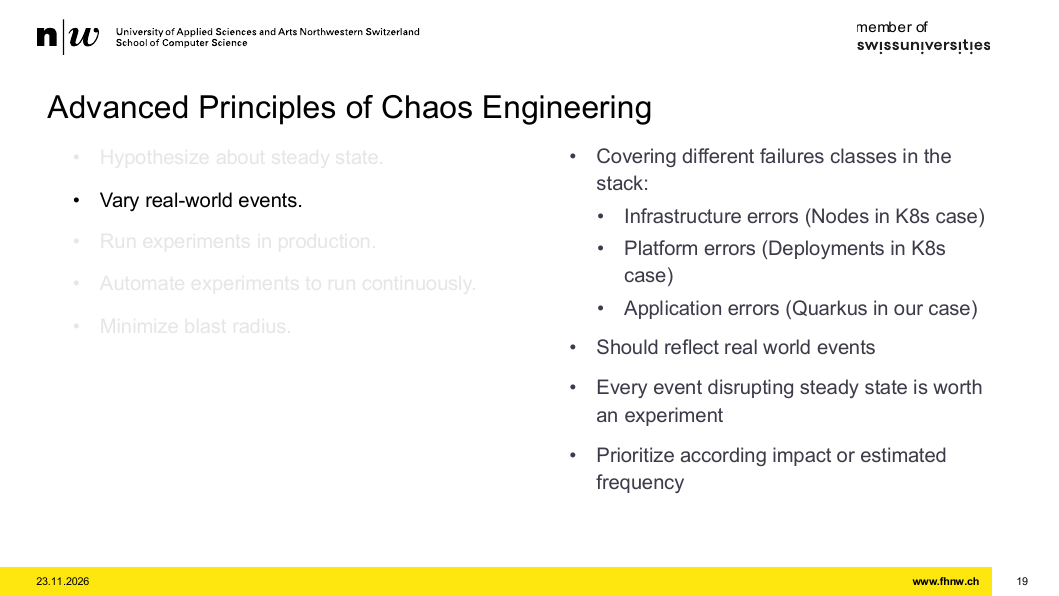 n w
University of Applied Sciences and Arts Northwestern Switzerland
School of Computer Science
member of
swissuniversities
Advanced Principles of Chaos Engineering
• Hypothesize about steady state.
• Vary real-world events.
• Run experiments in production.
• Automate experiments to run continuously.
• Minimize blast radius.
• Covering different failures classes in the
stack:
• Infrastructure errors (Nodes in K8s case)
• Platform errors (Deployments in K8s
case)
• Application errors (Quarkus in our case)
• Should reflect real world events
• Every event disrupting steady state is worth
an experiment
• Prioritize according impact or estimated
frequency
23.11.2026
www.fhnw.ch
19